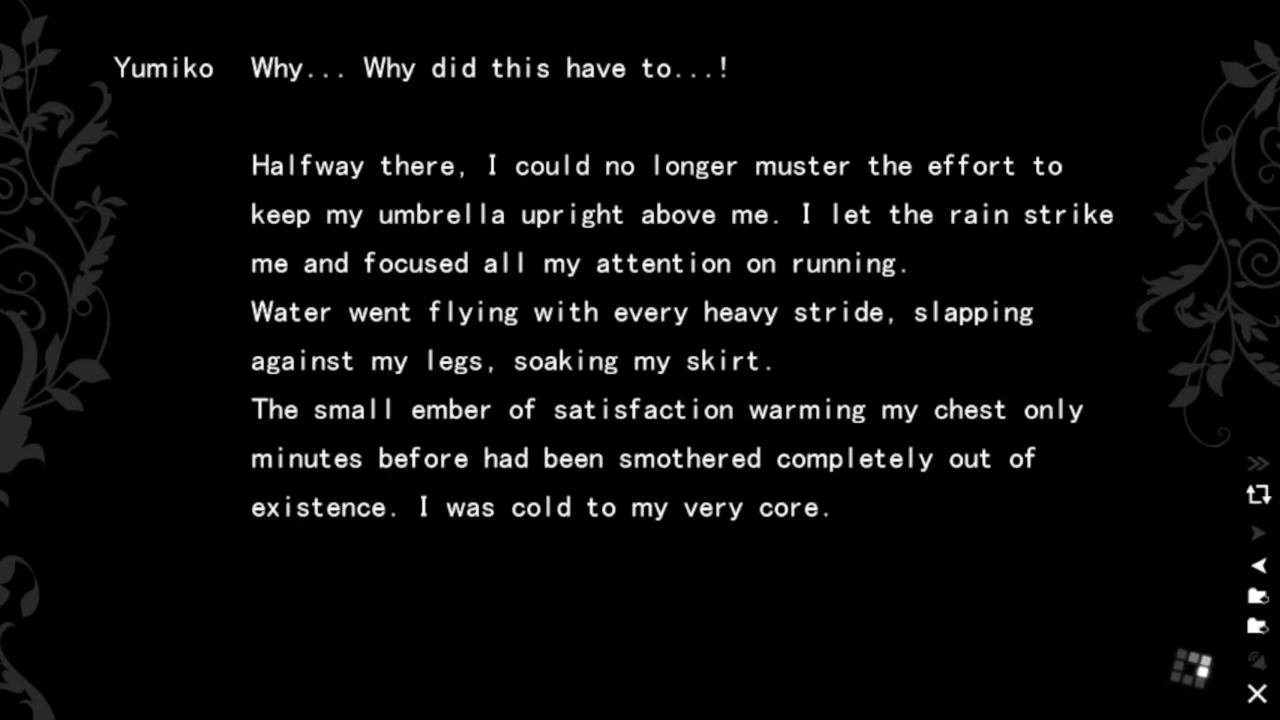 Yumiko Why... Why did this have to...!
Halfway there, I could no longer muster the effort to
keep my umbrella upright above me. I let the rain strike
me and focused all my attention on running.
Water went flying with every heavy stride, slapping
against my legs, soaking my skirt.
The small ember of satisfaction warming my chest only
minutes before had been smothered completely out of
existence. I was cold to my very core.